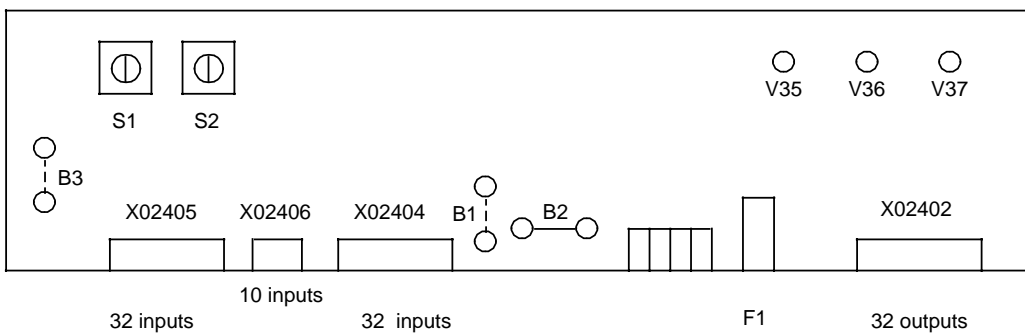 V35 V36 V37
S1 S2
B3
X02405 X02406 X02404 B1 B2 X02402
10 inputs
32 inputs 32 inputs F1 32 outputs